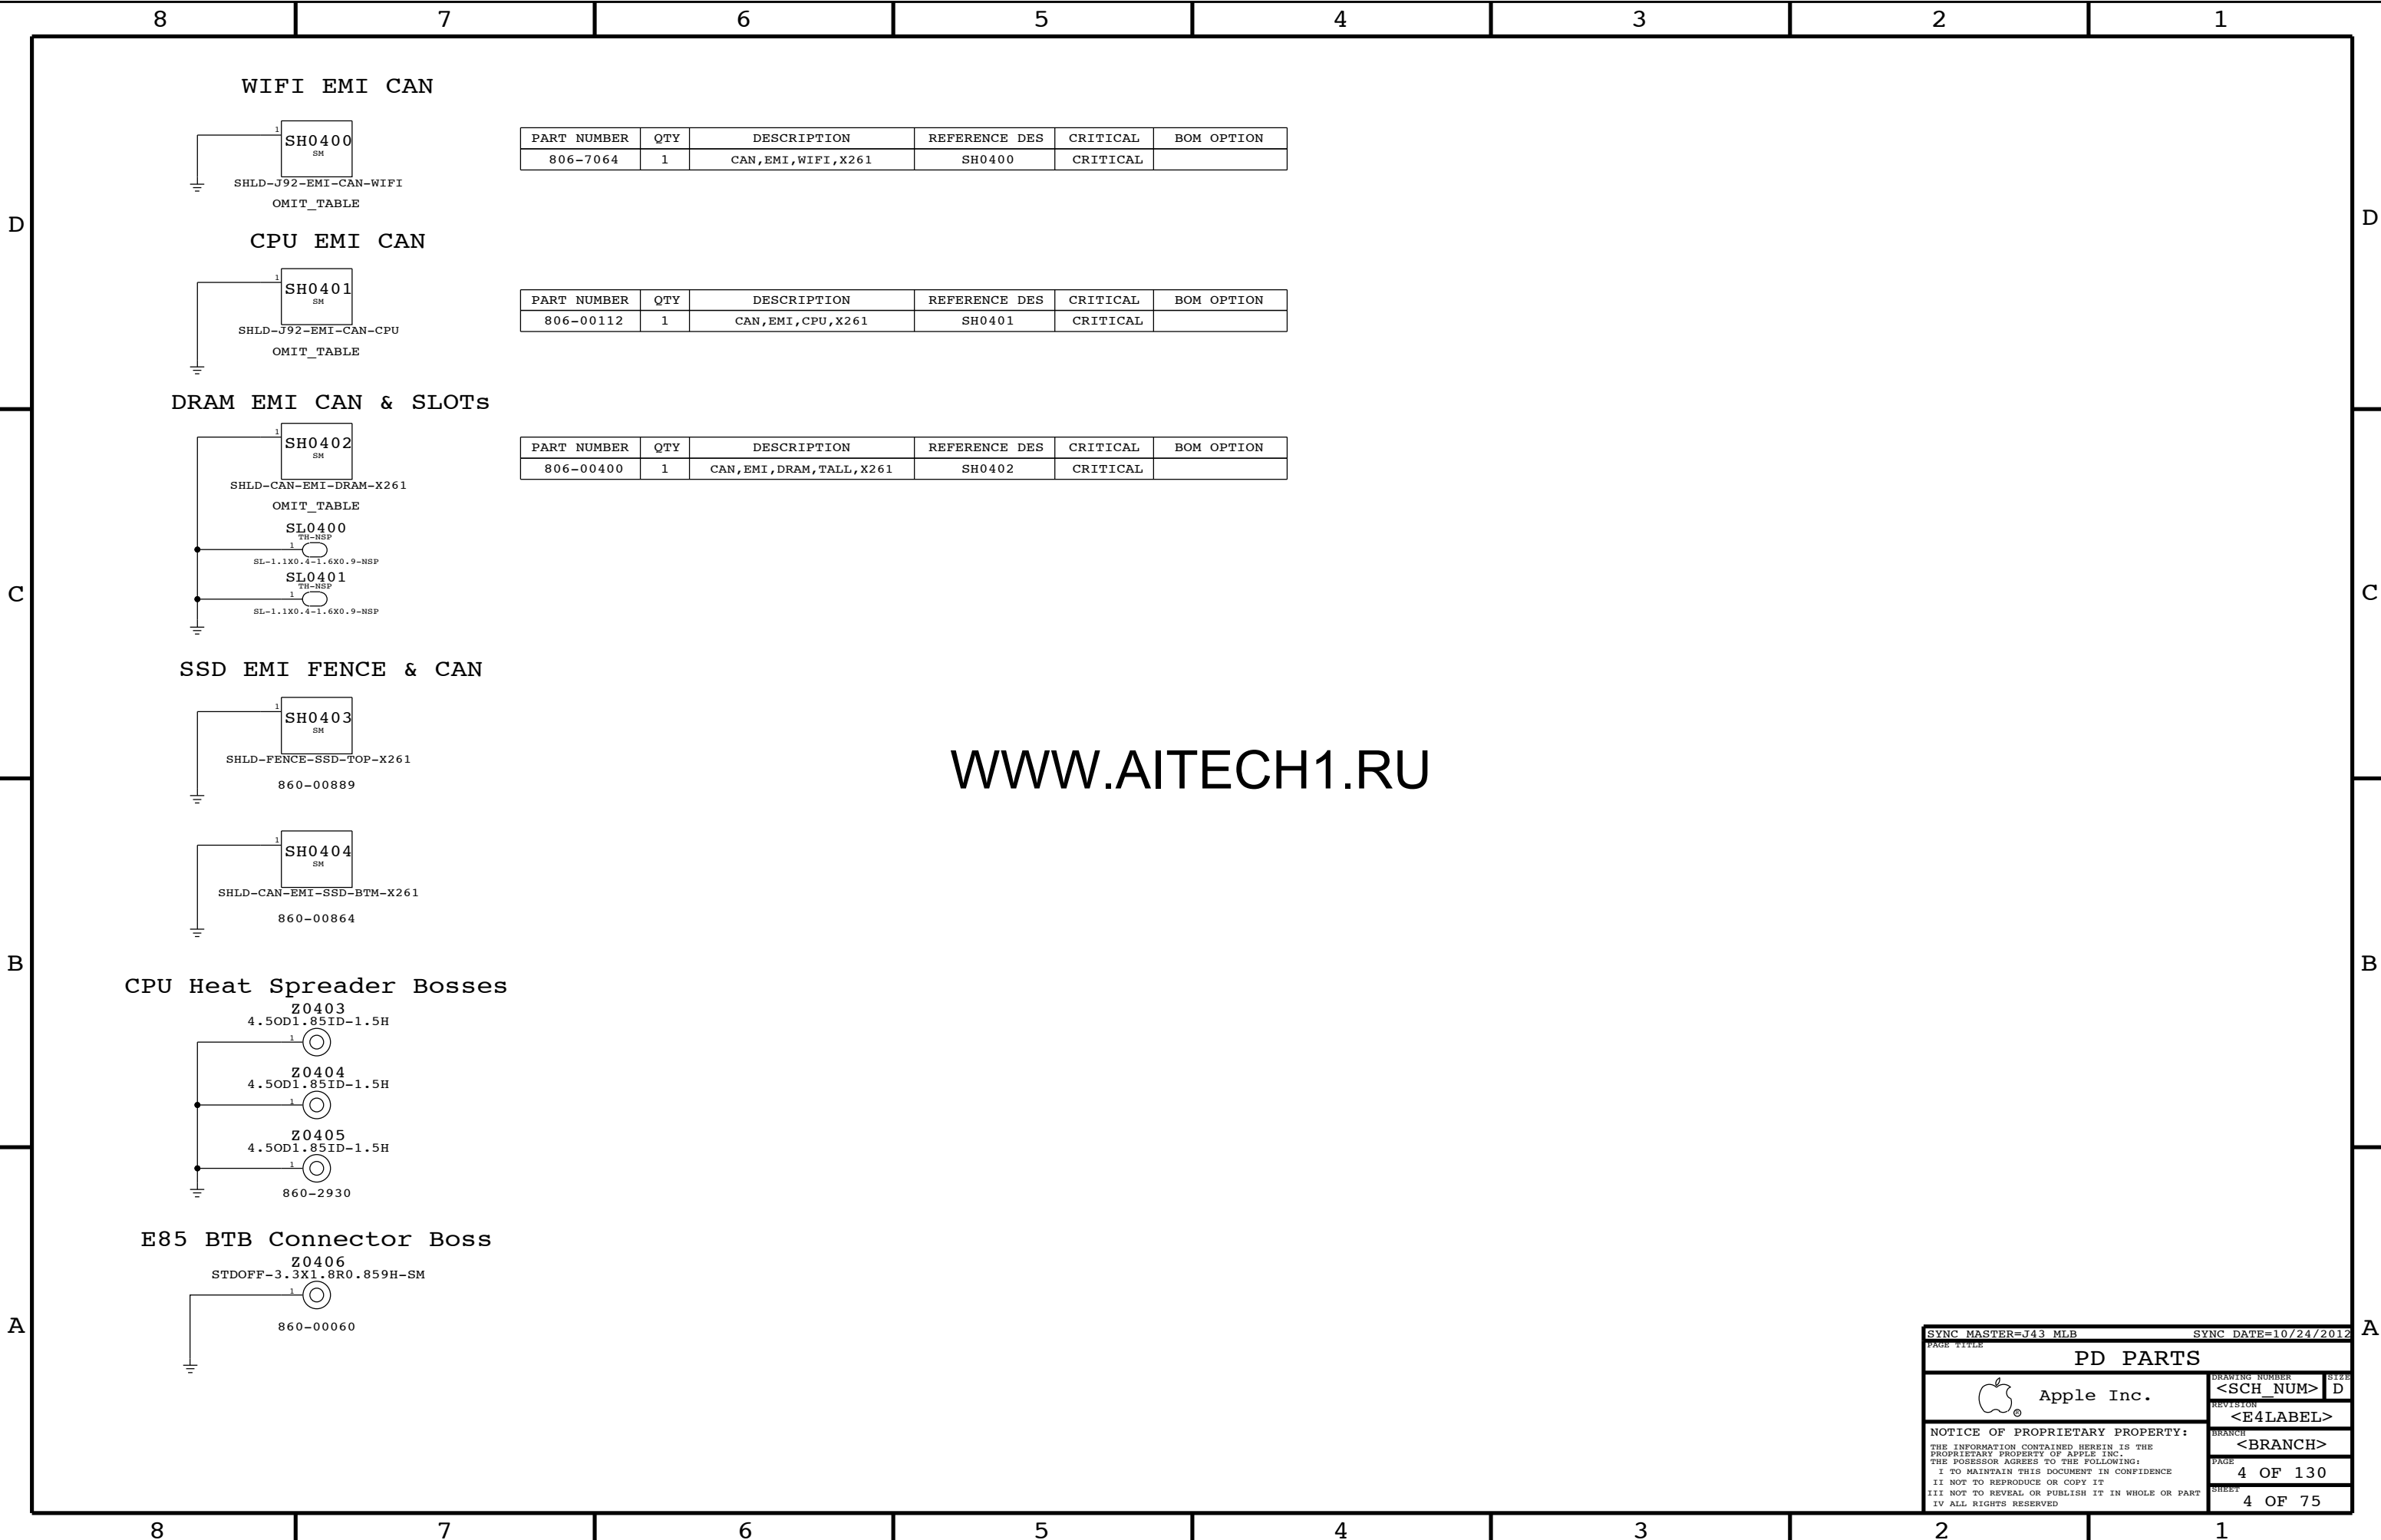 8 7 6 5 4 3 2 1
WIFI EMI CAN
1
SH0400
SM
SHLD-J92-EMI-CAN-WIFI
OMIT_TABLE
PART NUMBER QTY DESCRIPTION REFERENCE DES CRITICAL BOM OPTION
806-7064 1 CAN,EMI,WIFI,X261 SH0400 CRITICAL
D D
CPU EMI CAN
1
SH0401
SM
SHLD-J92-EMI-CAN-CPU
OMIT_TABLE
PART NUMBER QTY DESCRIPTION REFERENCE DES CRITICAL BOM OPTION
806-00112 1 CAN,EMI,CPU,X261 SH0401 CRITICAL
DRAM EMI CAN & SLOTs
1
SH0402
SM
SHLD-CAN-EMI-DRAM-X261
OMIT_TABLE
PART NUMBER QTY DESCRIPTION REFERENCE DES CRITICAL BOM OPTION
806-00400 1 CAN,EMI,DRAM,TALL,X261 SH0402 CRITICAL
SL0400
TH-NSP
1
SL-1.1X0.4-1.6X0.9-NSP
SL0401
TH-NSP
1
SL-1.1X0.4-1.6X0.9-NSP
C C
SSD EMI FENCE & CAN
1
SH0403
SM
SHLD-FENCE-SSD-TOP-X261
860-00889
WWW.AITECH1.RU
1
SH0404
SM
SHLD-CAN-EMI-SSD-BTM-X261
860-00864
B B
CPU Heat Spreader Bosses
Z0403
4.5OD1.85ID-1.5H
1
Z0404
4.5OD1.85ID-1.5H
1
Z0405
4.5OD1.85ID-1.5H
1
860-2930
E85 BTB Connector Boss
Z0406
STDOFF-3.3X1.8R0.859H-SM
1
860-00060
A A
SYNC MASTER=J43 MLB SYNC DATE=10/24/2012
PAGE TITLE
PD PARTS
Apple Inc.
®
DRAWING NUMBER
<SCH_NUM>
SIZE
D
REVISION
<E4LABEL>
BRANCH
<BRANCH>
NOTICE OF PROPRIETARY PROPERTY:
THE INFORMATION CONTAINED HEREIN IS THE
PROPRIETARY PROPERTY OF APPLE INC.
THE POSESSOR AGREES TO THE FOLLOWING:
I TO MAINTAIN THIS DOCUMENT IN CONFIDENCE
II NOT TO REPRODUCE OR COPY IT
III NOT TO REVEAL OR PUBLISH IT IN WHOLE OR PART
IV ALL RIGHTS RESERVED
PAGE
4 OF 130
SHEET
4 OF 75
8 7 6 5 4 3 2 1